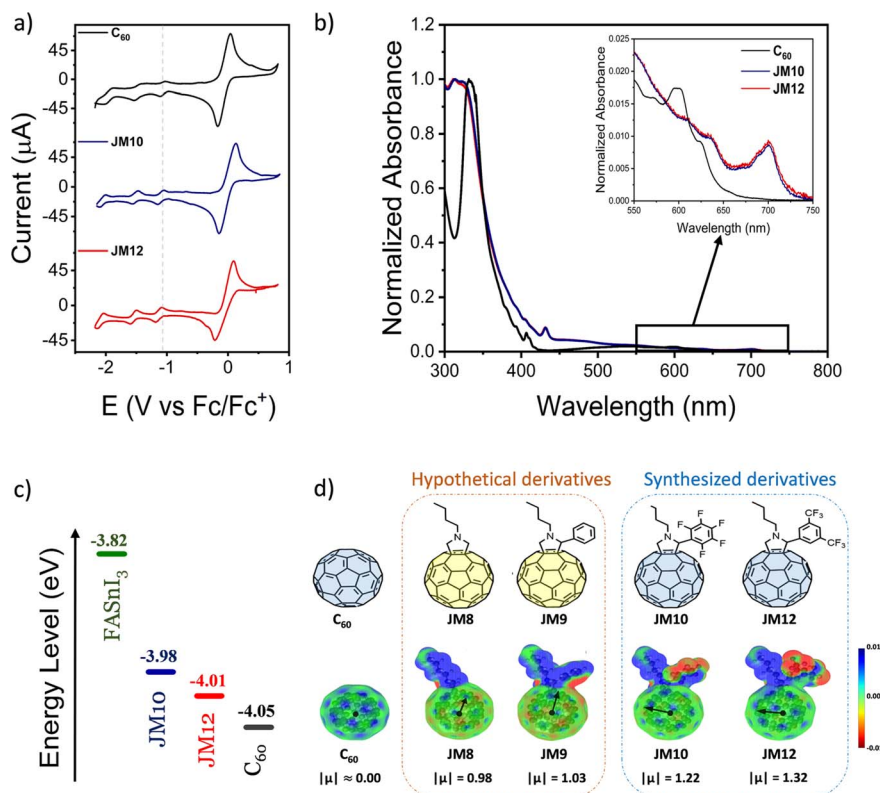 a)
C60
JM10
JM12
45
0
-45
45
0
-45
45
0
-45
Current (μA)
-2
-1
0
1
E (V vs Fc/Fc+)
b)
1.0
0.8
0.6
0.4
0.2
0.0
1.2
Normalized Absorbance
300
400
500
600
700
800
Wavelength (nm)
0.025
0.020
0.015
0.010
0.005
0.000
Normalized Absorbance
C60
JM10
JM12
550
600
650
700
750
Wavelength (nm)
c)
Energy Level (eV)
-3.82
FASnI3
-3.98
JM10
-4.01
JM12
-4.05
C60
d)
Hypothetical derivatives
Synthesized derivatives
N
N
N
F
F
F
F
F
N
CF3
CF3
C60
JM8
JM9
JM10
JM12
0.01
C60
JM8
JM9
JM10
JM12
|μ| ≈ 0.00
|μ| = 0.98
|μ| = 1.03
|μ| = 1.22
|μ| = 1.32